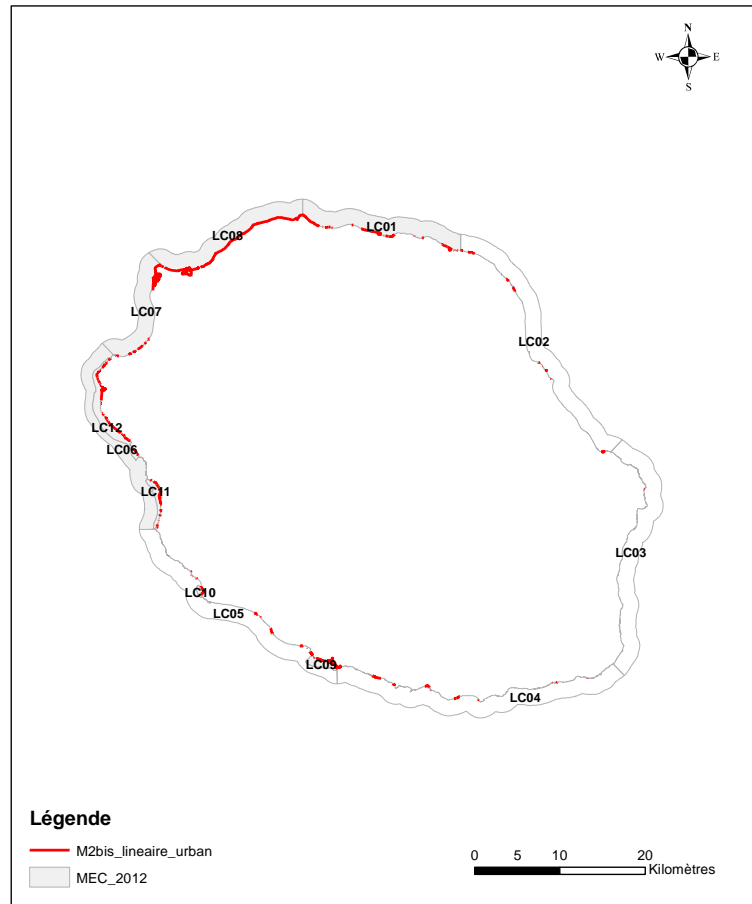 N
W E
S
LC01
LC08
LC07
LC02
LC12
LC06
LC11
LC03
LC10
LC05
LC09
LC04
Légende
M2bis_lineaire_urban
MEC_2012
0 5 10 20
Kilomètres